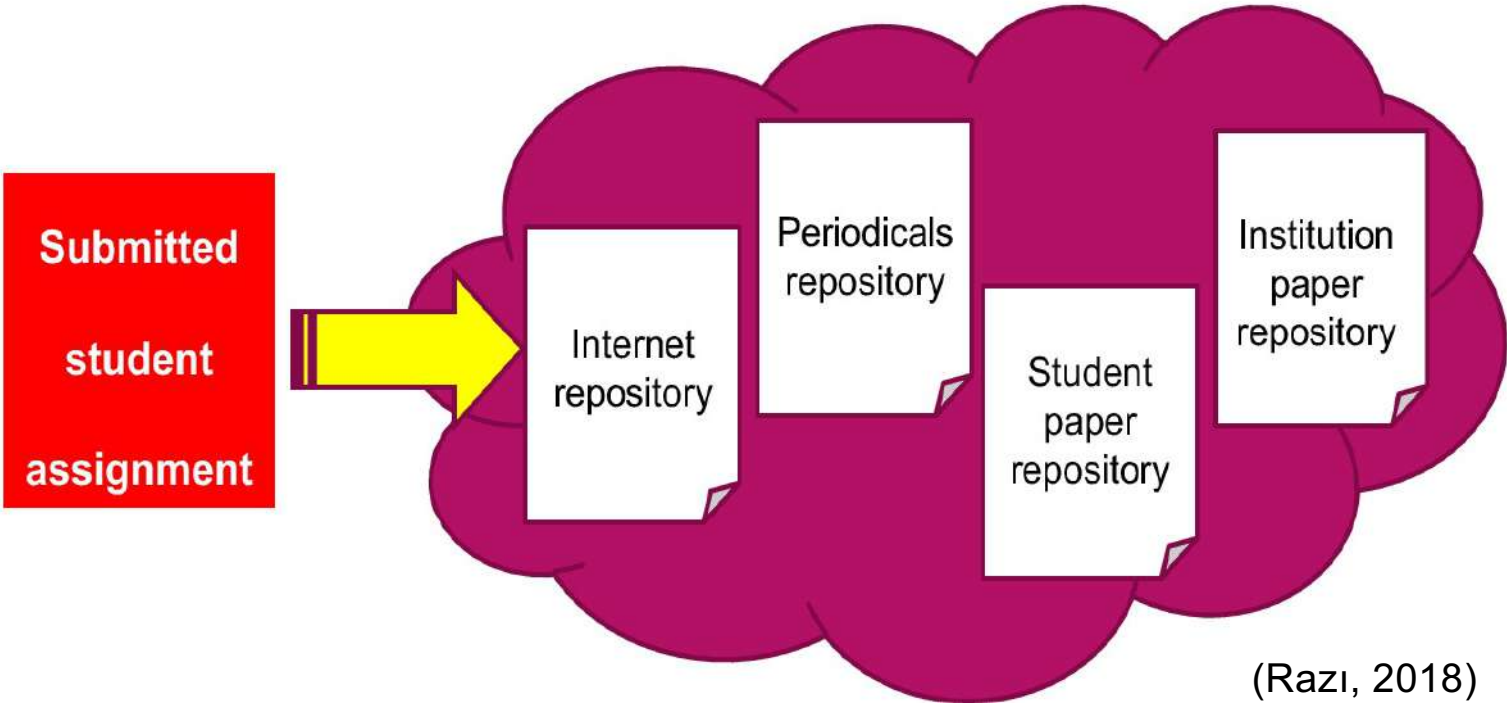 Submitted
student
assignment
Internet
repository
Periodicals
repository
Student
paper
repository
Institution
paper
repository
(Razı, 2018)